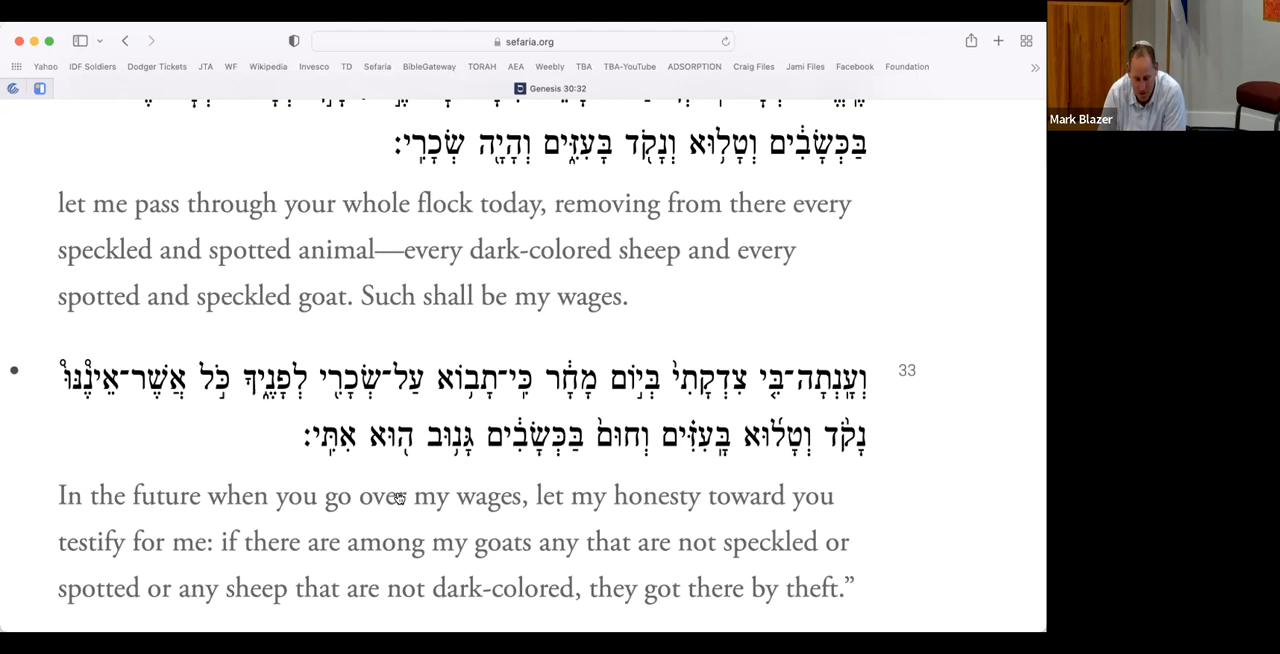 sefaria.org
Yahoo IDF Soldiers Dodger Tickets JTA WF Wikipedia Invesco TD Sefaria BibleGateway TORAH AEA Weebly TBA TBA-YouTube ADSORPTION Craig Files Jami Files Facebook Foundation
Genesis 30:32
Mark Blazer
בַּכְּשָׂבִ֔ים וְטָל֥וּא וְנָקֹ֖ד בָּעִזִּ֑ים וְהָיָ֖ה שְׂכָרִֽי׃
let me pass through your whole flock today, removing from there every
speckled and spotted animal—every dark-colored sheep and every
spotted and speckled goat. Such shall be my wages.
33
וְעָֽנְתָה־בִּ֤י צִדְקָתִי֙ בְּי֣וֹם מָחָ֔ר כִּֽי־תָב֥וֹא עַל־שְׂכָרִ֖י לְפָנֶ֑יךָ כֹּ֣ל אֲשֶׁר־אֵינֶ֩נּוּ֩
נָקֹ֨ד וְטָל֜וּא בָּֽעִזִּ֗ים וְחוּם֙ בַּכְּשָׂבִ֔ים גָּנ֥וּב ה֖וּא אִתִּֽי׃
In the future when you go over my wages, let my honesty toward you
testify for me: if there are among my goats any that are not speckled or
spotted or any sheep that are not dark-colored, they got there by theft.”